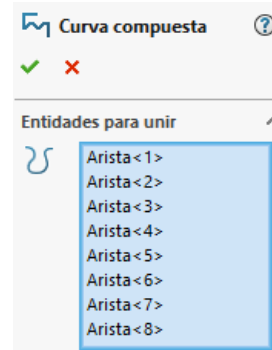 Curva compuesta
Entidades para unir
Arista<1>
Arista<2>
Arista<3>
Arista<4>
Arista<5>
Arista<6>
Arista<7>
Arista<8>